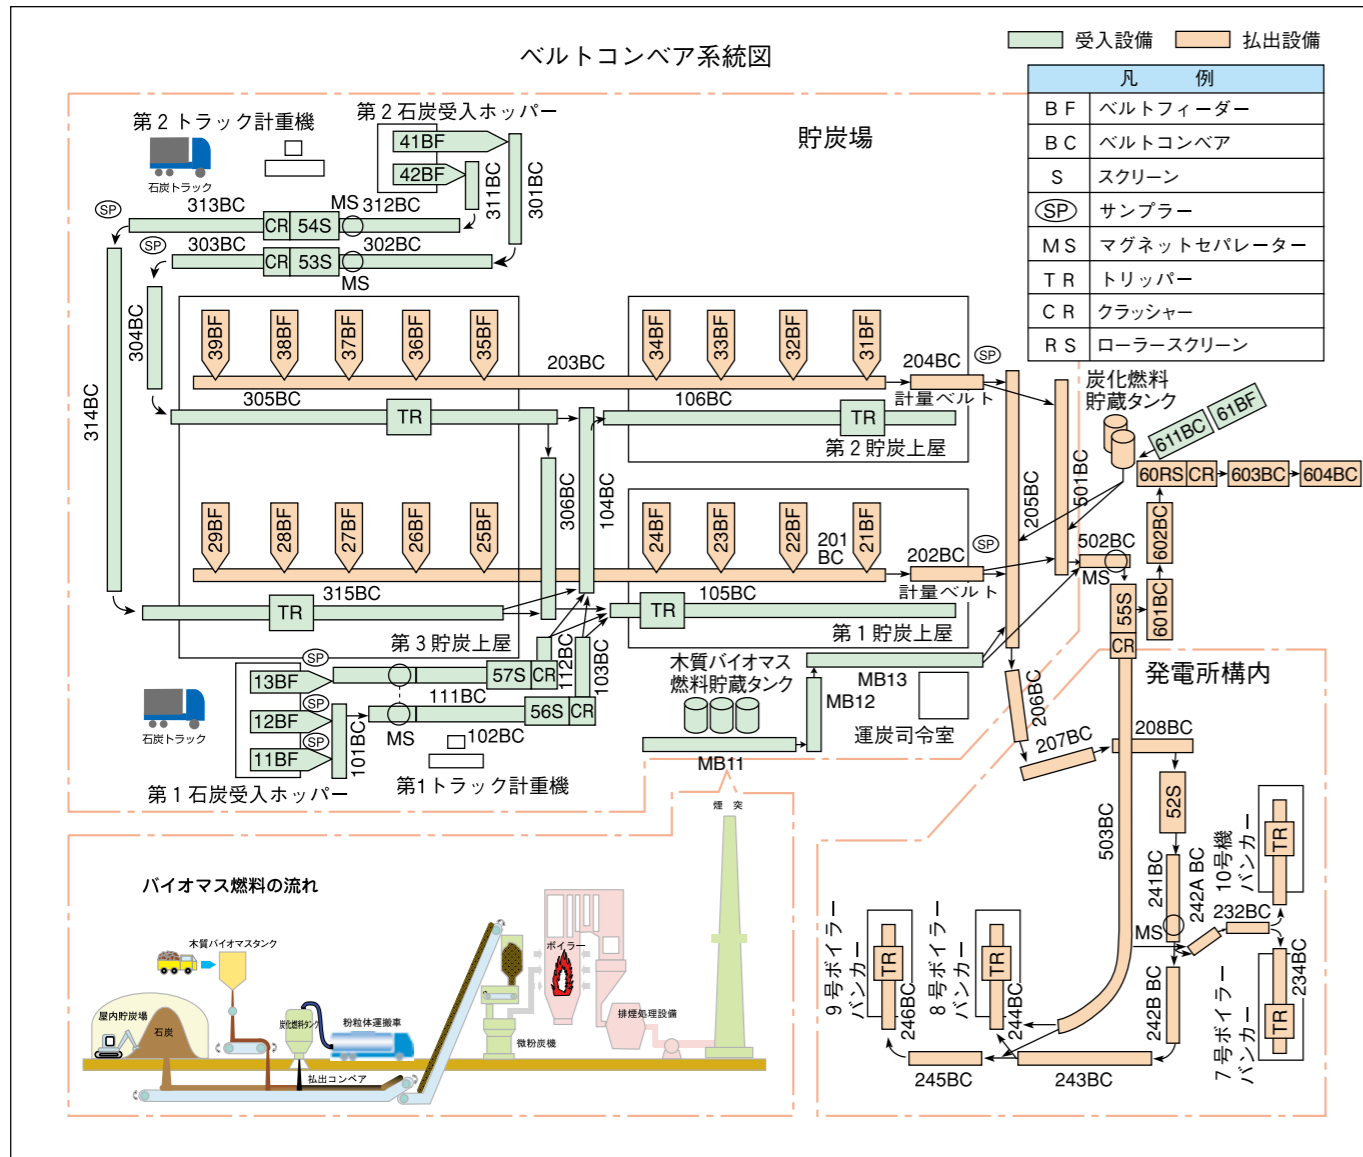 ベルトコンベア系統図
受入設備
払出設備
凡 例
BF ベルトフィーダー
BC ベルトコンベア
S スクリーン
SP サンプラー
MS マグネットセパレーター
TR トリッパー
CR クラッシャー
RS ローラースクリーン
貯炭場
第2トラック計重機
石炭トラック
第2石炭受入ホッパー
41BF
42BF
311BC
301BC
SP
313BC
CR
54S
MS
312BC
SP
303BC
CR
53S
302BC
MS
314BC
304BC
39BF
38BF
37BF
36BF
35BF
203BC
34BF
33BF
32BF
31BF
204BC
SP
計量ベルト
305BC
TR
106BC
TR
第2貯炭上屋
306BC
104BC
205BC
501BC
炭化燃料
貯蔵タンク
611BC
61BF
60RS
CR
603BC
604BC
602BC
601BC
29BF
28BF
27BF
26BF
25BF
24BF
23BF
22BF
21BF
201
BC
202BC
SP
計量ベルト
502BC
MS
55S
CR
315BC
TR
第3貯炭上屋
TR
105BC
第1貯炭上屋
SP
13BF
SP
12BF
SP
11BF
101BC
MS
111BC
102BC
57S
CR
56S
CR
112BC
103BC
石炭トラック
第1石炭受入ホッパー
第1トラック計重機
木質バイオマス
燃料貯蔵タンク
MB11
MB12
MB13
運炭司令室
206BC
207BC
発電所構内
208BC
52S
503BC
241BC
242A BC
MS
232BC
10号機
バンカー
TR
234BC
7号ボイラー
バンカー
TR
242B BC
243BC
245BC
9号ボイラー
バンカー
TR
246BC
8号ボイラー
バンカー
TR
244BC
バイオマス燃料の流れ
木質バイオマスタンク
屋内貯炭場
石炭
炭化燃料タンク
粉粒体運搬車
払出コンベア
微粉炭機
ボイラー
排煙処理設備
煙 突